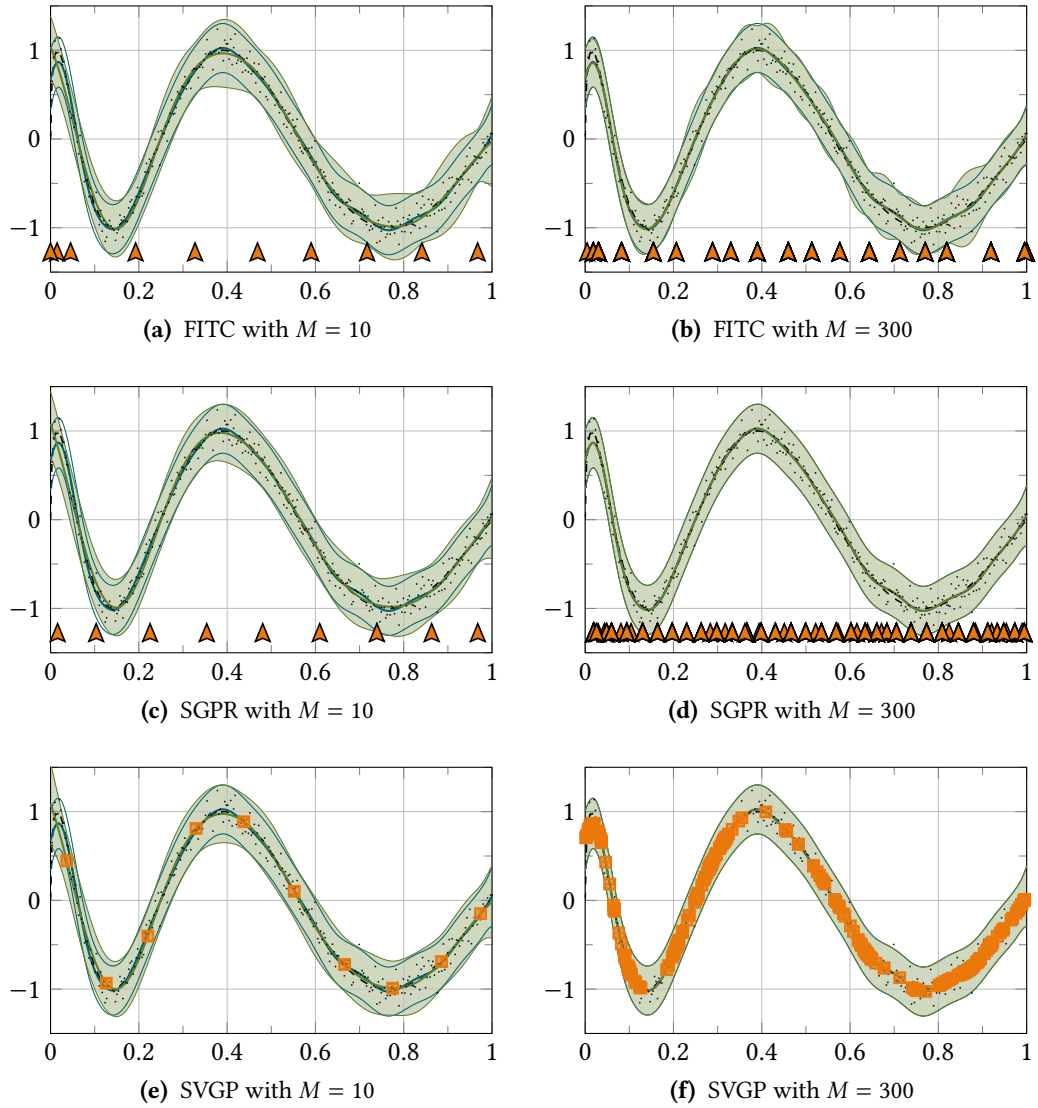 1
0
−1
0 0.2 0.4 0.6 0.8 1
(a) FITC with M = 10
1
0
−1
0 0.2 0.4 0.6 0.8 1
(b) FITC with M = 300
1
0
−1
0 0.2 0.4 0.6 0.8 1
(c) SGPR with M = 10
1
0
−1
0 0.2 0.4 0.6 0.8 1
(d) SGPR with M = 300
1
0
−1
0 0.2 0.4 0.6 0.8 1
(e) SVGP with M = 10
1
0
−1
0 0.2 0.4 0.6 0.8 1
(f) SVGP with M = 300